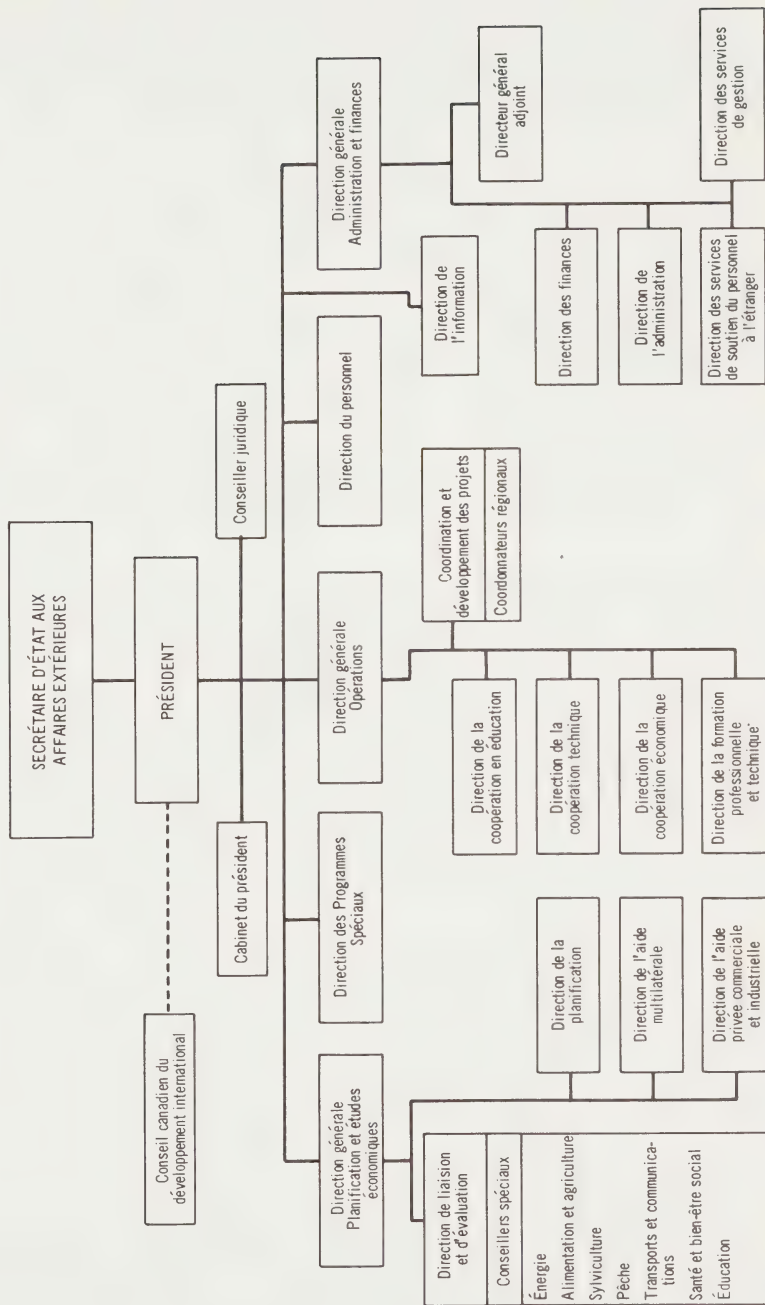 SECRÉTAIRE D'ÉTAT AUX
AFFAIRES EXTÉRIEURES
PRÉSIDENT
Conseil canadien du
développement international
Cabinet du président
Conseiller juridique
Direction générale
Planification et études
économiques
Direction des Programmes
Spéciaux
Direction générale
Opérations
Direction du personnel
Direction de
l'information
Direction générale
Administration et finances
Direction de liaison
et d'évaluation
Conseillers spéciaux
Énergie
Alimentation et agriculture
Sylviculture
Pêche
Transports et communica-
tions
Santé et bien-être social
Éducation
Direction de la
planification
Direction de l'aide
multilatérale
Direction de l'aide
privée commerciale
et industrielle
Coordination et
développement des projets
Coordonnateurs régionaux
Direction de la
coopération en éducation
Direction de la
coopération technique
Direction de la
coopération économique
Direction de la formation
professionnelle
et technique
Directeur général
adjoint
Direction des finances
Direction de
l'administration
Direction des services
de soutien du personnel
à l'étranger
Direction des services
de gestion